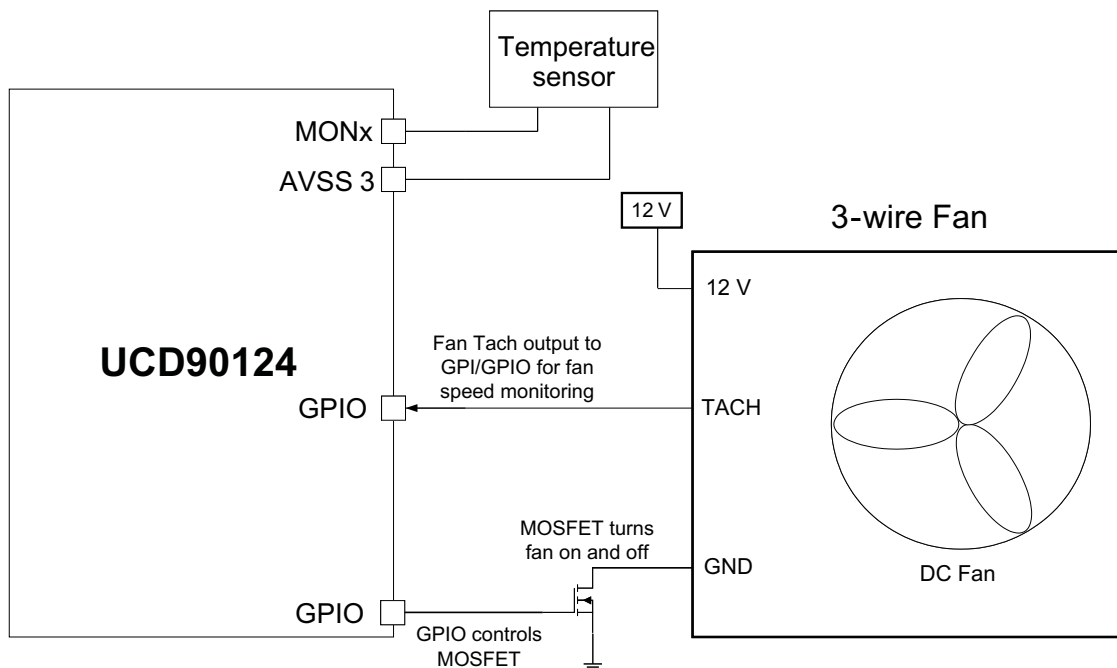 Temperature
sensor
MONx
AVSS 3
12 V
3-wire Fan
12 V
Fan Tach output to
GPI/GPIO for fan
speed monitoring
UCD90124
GPIO
TACH
MOSFET turns
fan on and off
GND
DC Fan
GPIO
GPIO controls
MOSFET